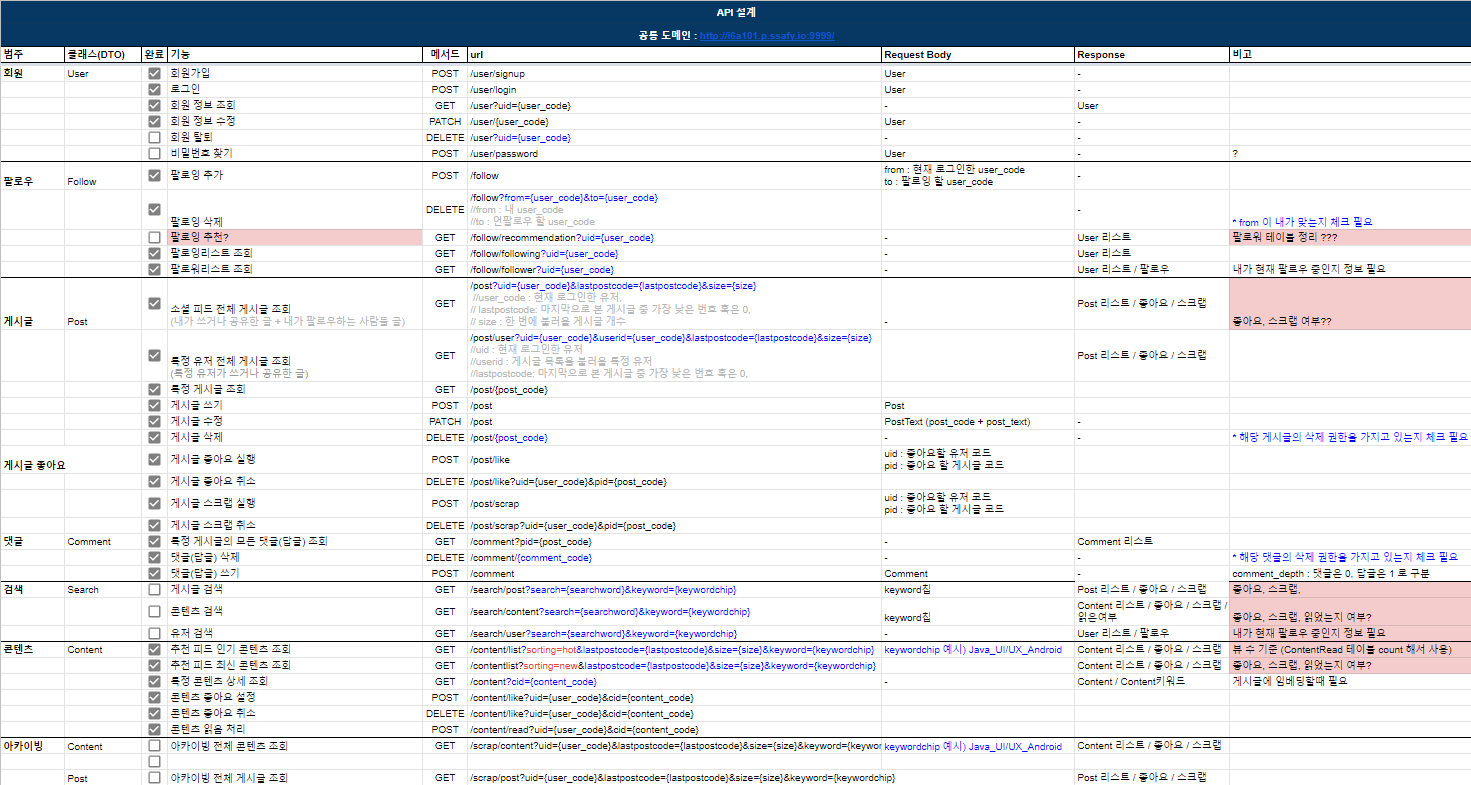 API 설계
공통 도메인 : http://i6a101.p.ssafy.io:9999/
범주 클래스(DTO) 완료 기능 메서드 url Request Body Response 비고
회원 User 회원가입 POST /user/signup User -
로그인 POST /user/login User -
회원 정보 조회 GET /user?uid={user_code} - User
회원 정보 수정 PATCH /user/{user_code} User -
회원 탈퇴 DELETE /user?uid={user_code} - -
비밀번호 찾기 POST /user/password User - ?
팔로우 Follow 팔로잉 추가 POST /follow from : 현재 로그인한 user_code -
to : 팔로잉 할 user_code
/follow?from={user_code}&to={user_code}
팔로잉 삭제 DELETE //from : 내 user_code - * from 이 내가 맞는지 체크 필요
//to : 언팔로우 할 user_code
팔로잉 추천? GET /follow/recommendation?uid={user_code} - User 리스트 팔로워 테이블 정리 ???
팔로잉리스트 조회 GET /follow/following?uid={user_code} - User 리스트
팔로워리스트 조회 GET /follow/follower?uid={user_code} - User 리스트 / 팔로우 내가 현재 팔로우 중인지 정보 필요
/post?uid={user_code}&lastpostcode={lastpostcode}&size={size}
//user_code : 현재 로그인한 유저,
게시글 Post 소셜 피드 전체 게시글 조회 GET // lastpostcode: 마지막으로 본 게시글 중 가장 낮은 번호 혹은 0, Post 리스트 / 좋아요 / 스크랩
(내가 쓰거나 공유한 글 + 내가 팔로우하는 사람들 글) // size : 한 번에 불러올 게시글 개수 - 좋아요, 스크랩 여부??
/post/user?uid={user_code}&userid={user_code}&lastpostcode={lastpostcode}&size={size}
//uid : 현재 로그인한 유저
특정 유저 전체 게시글 조회 GET //userid : 게시글 목록을 불러올 특정 유저 Post 리스트 / 좋아요 / 스크랩
(특정 유저가 쓰거나 공유한 글) //lastpostcode: 마지막으로 본 게시글 중 가장 낮은 번호 혹은 0,
특정 게시글 조회 GET /post/{post_code}
게시글 쓰기 POST /post Post
게시글 수정 PATCH /post PostText (post_code + post_text) -
게시글 삭제 DELETE /post/{post_code} - - * 해당 게시글의 삭제 권한을 가지고 있는지 체크 필요
게시글 좋아요 게시글 좋아요 실행 POST /post/like uid : 좋아요할 유저 코드
pid : 좋아요 할 게시글 코드
게시글 좋아요 취소 DELETE /post/like?uid={user_code}&pid={post_code}
게시글 스크랩 실행 POST /post/scrap uid : 좋아요할 유저 코드
pid : 좋아요 할 게시글 코드
게시글 스크랩 취소 DELETE /post/scrap?uid={user_code}&pid={post_code}
댓글 Comment 특정 게시글의 모든 댓글(답글) 조회 GET /comment?pid={post_code} - Comment 리스트
댓글(답글) 삭제 DELETE /comment/{comment_code} - - * 해당 댓글의 삭제 권한을 가지고 있는지 체크 필요
댓글(답글) 쓰기 POST /comment Comment - comment_depth : 댓글은 0, 답글은 1 로 구분
검색 Search 게시글 검색 GET /search/post?search={searchword}&keyword={keywordchip} keyword칩 Post 리스트 / 좋아요 / 스크랩 좋아요, 스크랩,
콘텐츠 검색 GET /search/content?search={searchword}&keyword={keywordchip} keyword칩 Content 리스트 / 좋아요 / 스크랩 / 읽은여부 좋아요, 스크랩, 읽었는지 여부?
유저 검색 GET /search/user?search={searchword}&keyword={keywordchip} - User 리스트 / 팔로우 내가 현재 팔로우 중인지 정보 필요
콘텐츠 Content 추천 피드 인기 콘텐츠 조회 GET /content/list?sorting=hot&lastpostcode={lastpostcode}&size={size}&keyword={keywordchip} keywordchip 예시) Java_UI/UX_Android Content 리스트 / 좋아요 / 스크랩 뷰 수 기준 (ContentRead 테이블 count 해서 사용)
추천 피드 최신 콘텐츠 조회 GET /contentlist?sorting=new&lastpostcode={lastpostcode}&size={size}&keyword={keywordchip} Content 리스트 / 좋아요 / 스크랩 좋아요, 스크랩, 읽었는지 여부?
특정 콘텐츠 상세 조회 GET /content?cid={content_code} - Content / Content키워드 게시글에 임베딩할때 필요
콘텐츠 좋아요 설정 POST /content/like?uid={user_code}&cid={content_code}
콘텐츠 좋아요 취소 DELETE /content/like?uid={user_code}&cid={content_code}
콘텐츠 읽음 처리 POST /content/read?uid={user_code}&cid={content_code}
아카이빙 Content 아카이빙 전체 콘텐츠 조회 GET /scrap/content?uid={user_code}&lastpostcode={lastpostcode}&size={size}&keyword={keywor keywordchip 예시) Java_UI/UX_Android Content 리스트 / 좋아요 / 스크랩
Post 아카이빙 전체 게시글 조회 GET /scrap/post?uid={user_code}&lastpostcode={lastpostcode}&size={size}&keyword={keywordchip} Post 리스트 / 좋아요 / 스크랩